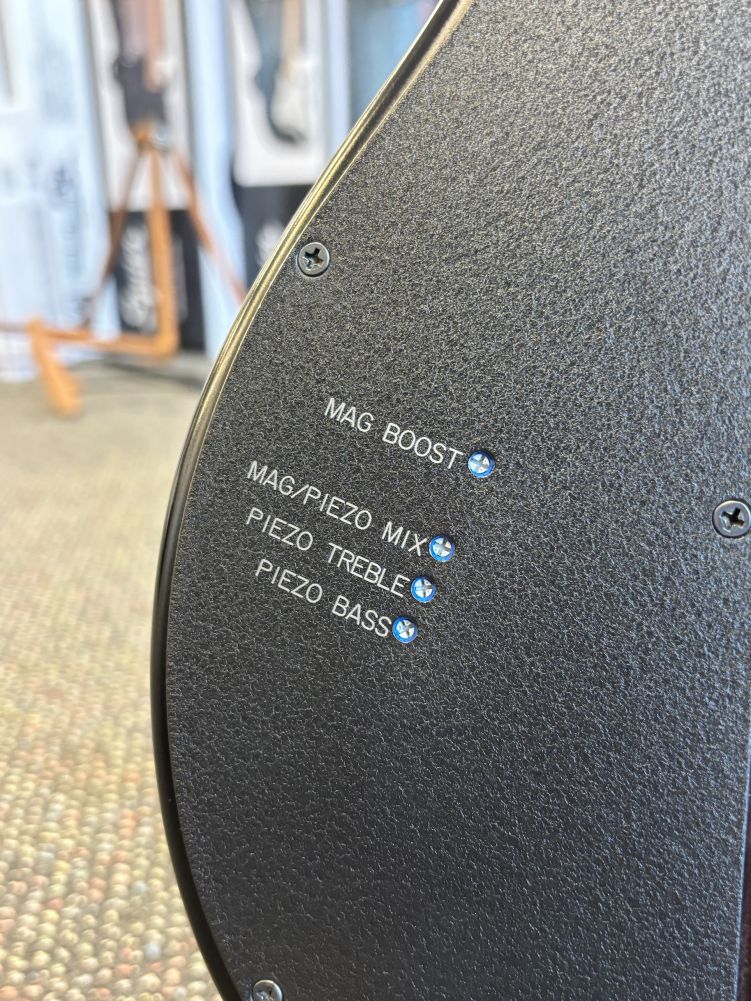 MAG BOOST
MAG/PIEZO MIX
PIEZO TREBLE
PIEZO BASS